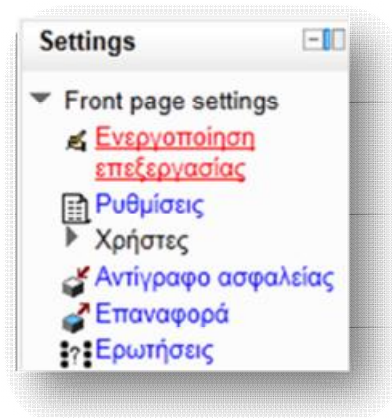 Settings
Front page settings
Ενεργοποίηση
επεξεργασίας
Ρυθμίσεις
Χρήστες
Αντίγραφο ασφαλείας
Επαναφορά
Ερωτήσεις